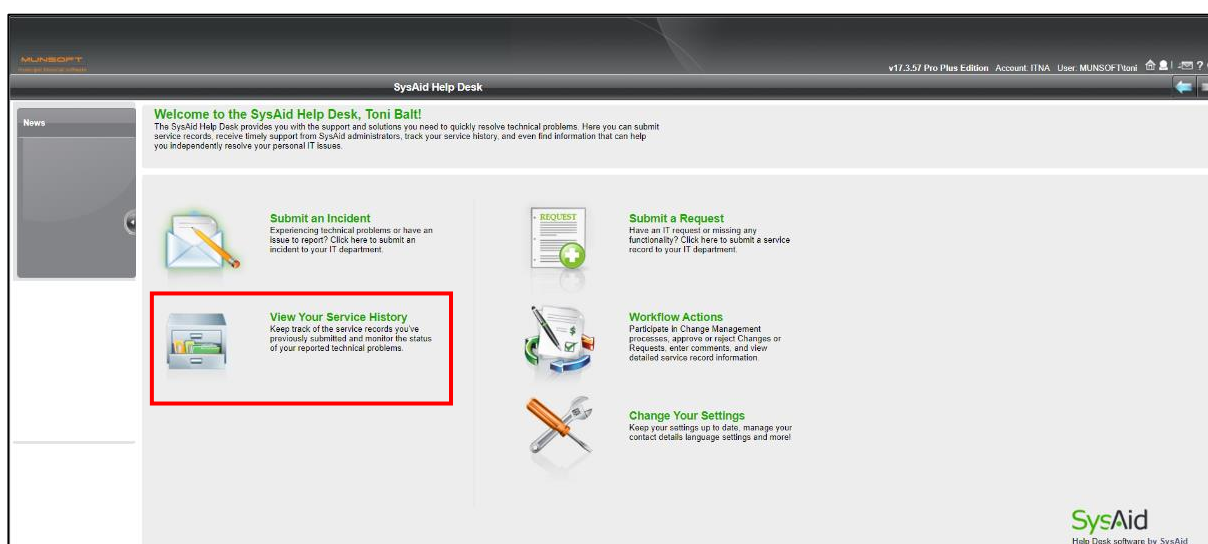 MUNSOFT
v17.3.57 Pro Plus Edition Account: ITNA User: MUNSOFT\toni
SysAid Help Desk
News
Welcome to the SysAid Help Desk, Toni Balt!
The SysAid Help Desk provides you with the support and solutions you need to quickly resolve technical problems. Here you can submit
service records, receive timely support from SysAid administrators, track your service history, and even find information that can help
you independently resolve your personal IT issues.
Submit an Incident
Experiencing technical problems or have an
issue to report? Click here to submit an
incident to your IT department.
REQUEST
Submit a Request
Have an IT request or missing any
functionality? Click here to submit a service
record to your IT department.
View Your Service History
Keep track of the service records you've
previously submitted and monitor the status
of your reported technical problems.
Workflow Actions
Participate in Change Management
processes, approve or reject Changes or
Requests, enter comments, and view
detailed service record information.
Change Your Settings
Keep your settings up to date, manage your
contact details language settings and more!
SysAid
Help Desk software by SysAid